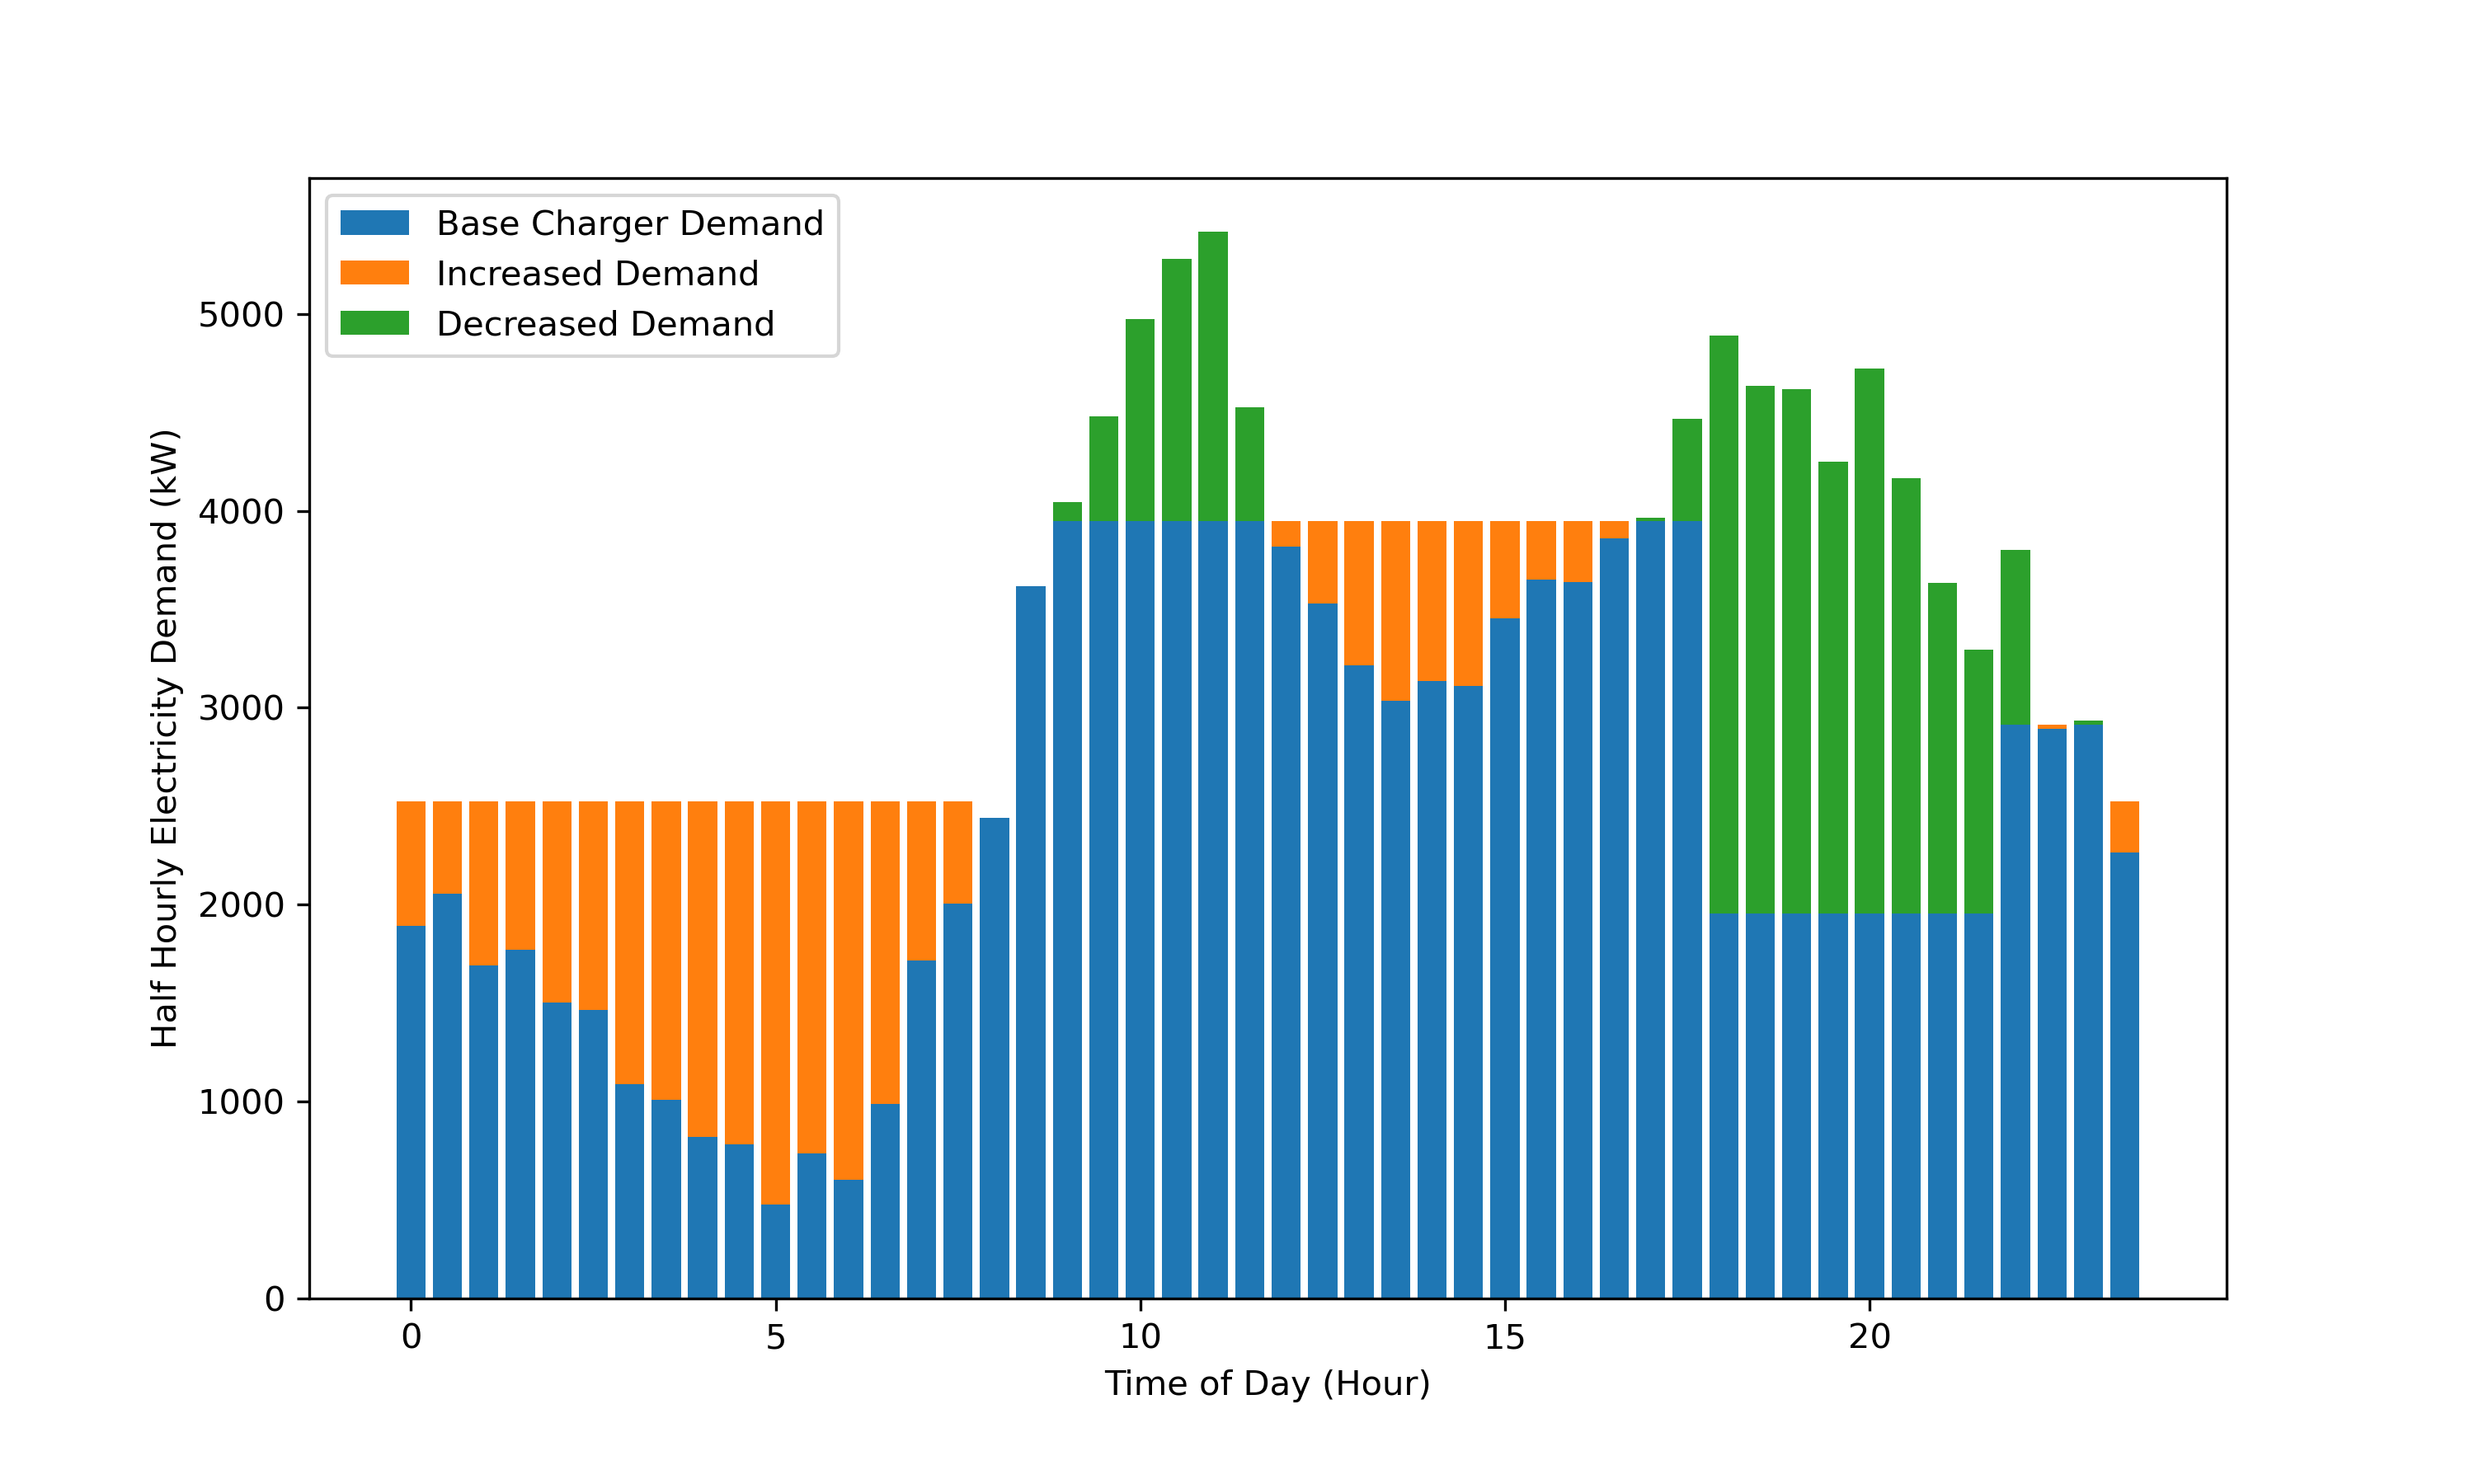 Base Charger Demand
Increased Demand
Decreased Demand
Half Hourly Electricity Demand (kW)
5000
4000
3000
2000
1000
0
0 5 10 15 20
Time of Day (Hour)